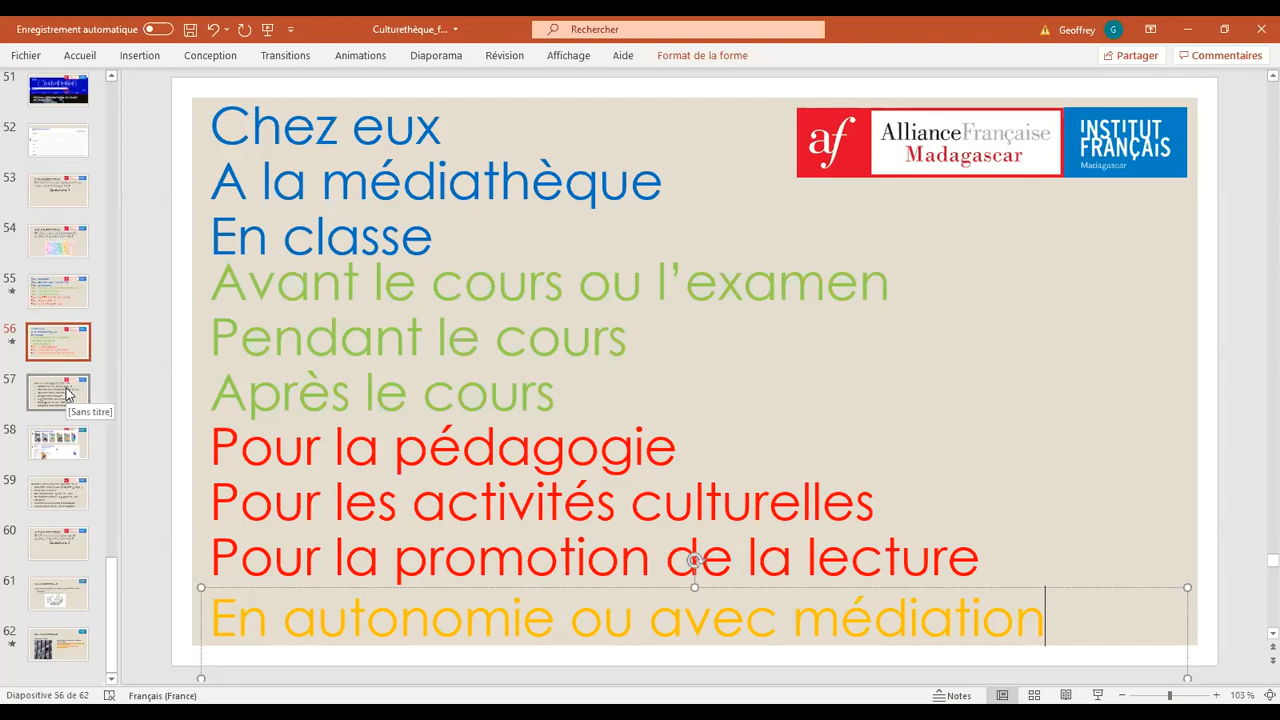 Enregistrement automatique
Culturethèque_f...
Rechercher
Geoffrey
G
Fichier
Accueil
Insertion
Conception
Transitions
Animations
Diaporama
Révision
Affichage
Aide
Format de la forme
Partager
Commentaires
51
52
53
54
55
56
57
[Sans titre]
58
59
60
61
62
Chez eux
A la médiathèque
En classe
Avant le cours ou l’examen
Pendant le cours
Après le cours
Pour la pédagogie
Pour les activités culturelles
Pour la promotion de la lecture
En autonomie ou avec médiation
af
AllianceFrançaise
Madagascar
INSTITUT
FRANÇAIS
Madagascar
Diapositive 56 de 62
Français (France)
Notes
103 %